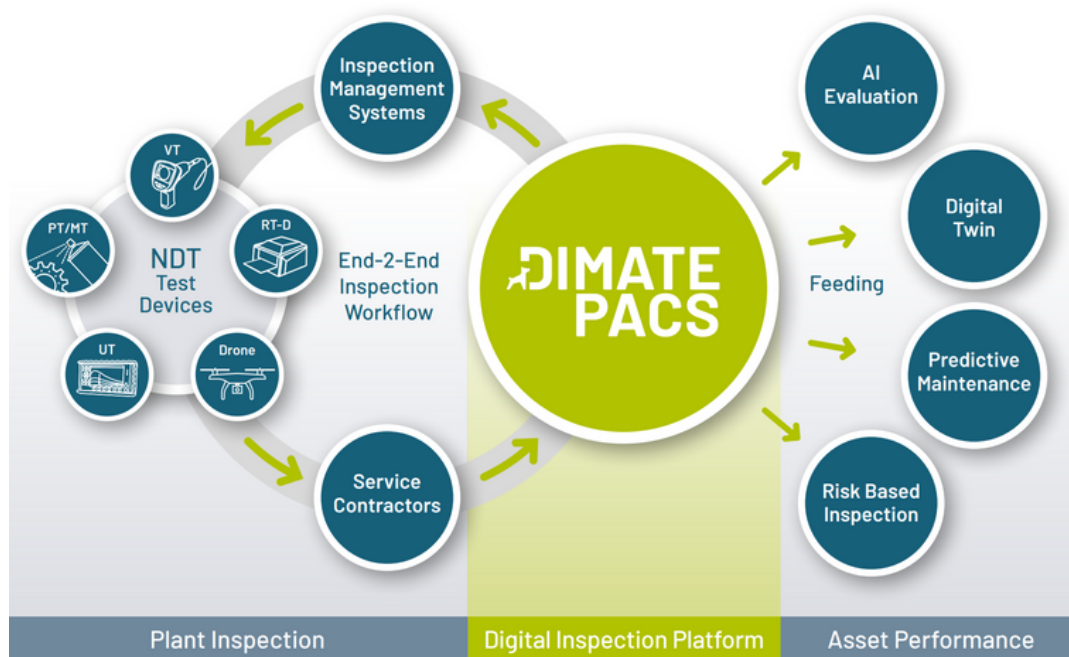 Inspection
Management
Systems
VT
PT/MT
RT-D
NDT
Test
Devices
UT
Drone
End-2-End
Inspection
Workflow
Service
Contractors
DIMATE
PACS
Feeding
AI
Evaluation
Digital
Twin
Predictive
Maintenance
Risk Based
Inspection
Plant Inspection
Digital Inspection Platform
Asset Performance